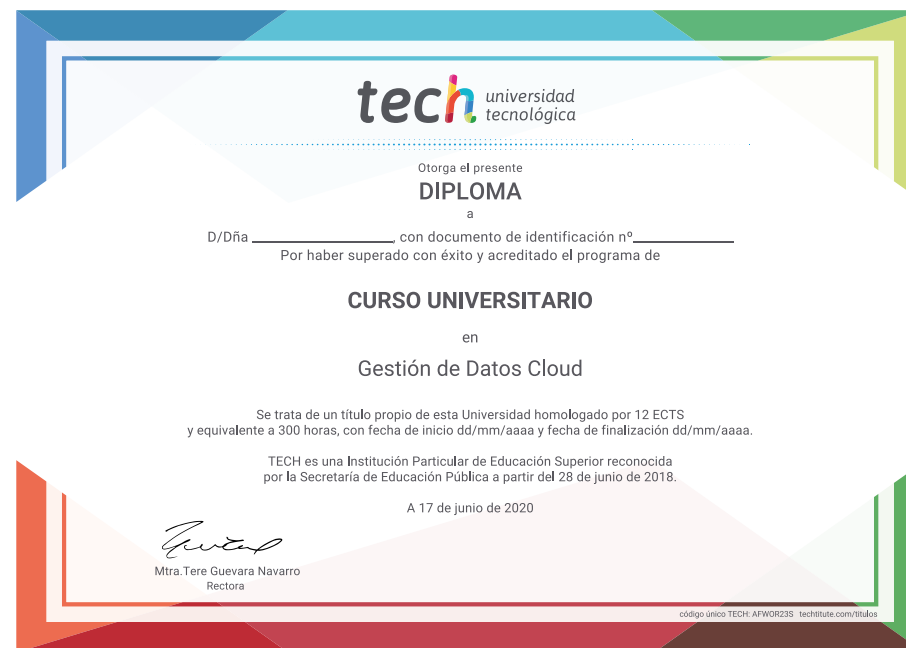 tech universidad
tecnológica
Otorga el presente
DIPLOMA
a
D/Dña ____________________, con documento de identificación nº______________
Por haber superado con éxito y acreditado el programa de
CURSO UNIVERSITARIO
en
Gestión de Datos Cloud
Se trata de un título propio de esta Universidad homologado por 12 ECTS
y equivalente a 300 horas, con fecha de inicio dd/mm/aaaa y fecha de finalización dd/mm/aaaa.
TECH es una Institución Particular de Educación Superior reconocida
por la Secretaría de Educación Pública a partir del 28 de junio de 2018.
A 17 de junio de 2020
Mtra.Tere Guevara Navarro
Rectora
código único TECH: AFWOR23S techtitute.com/titulos